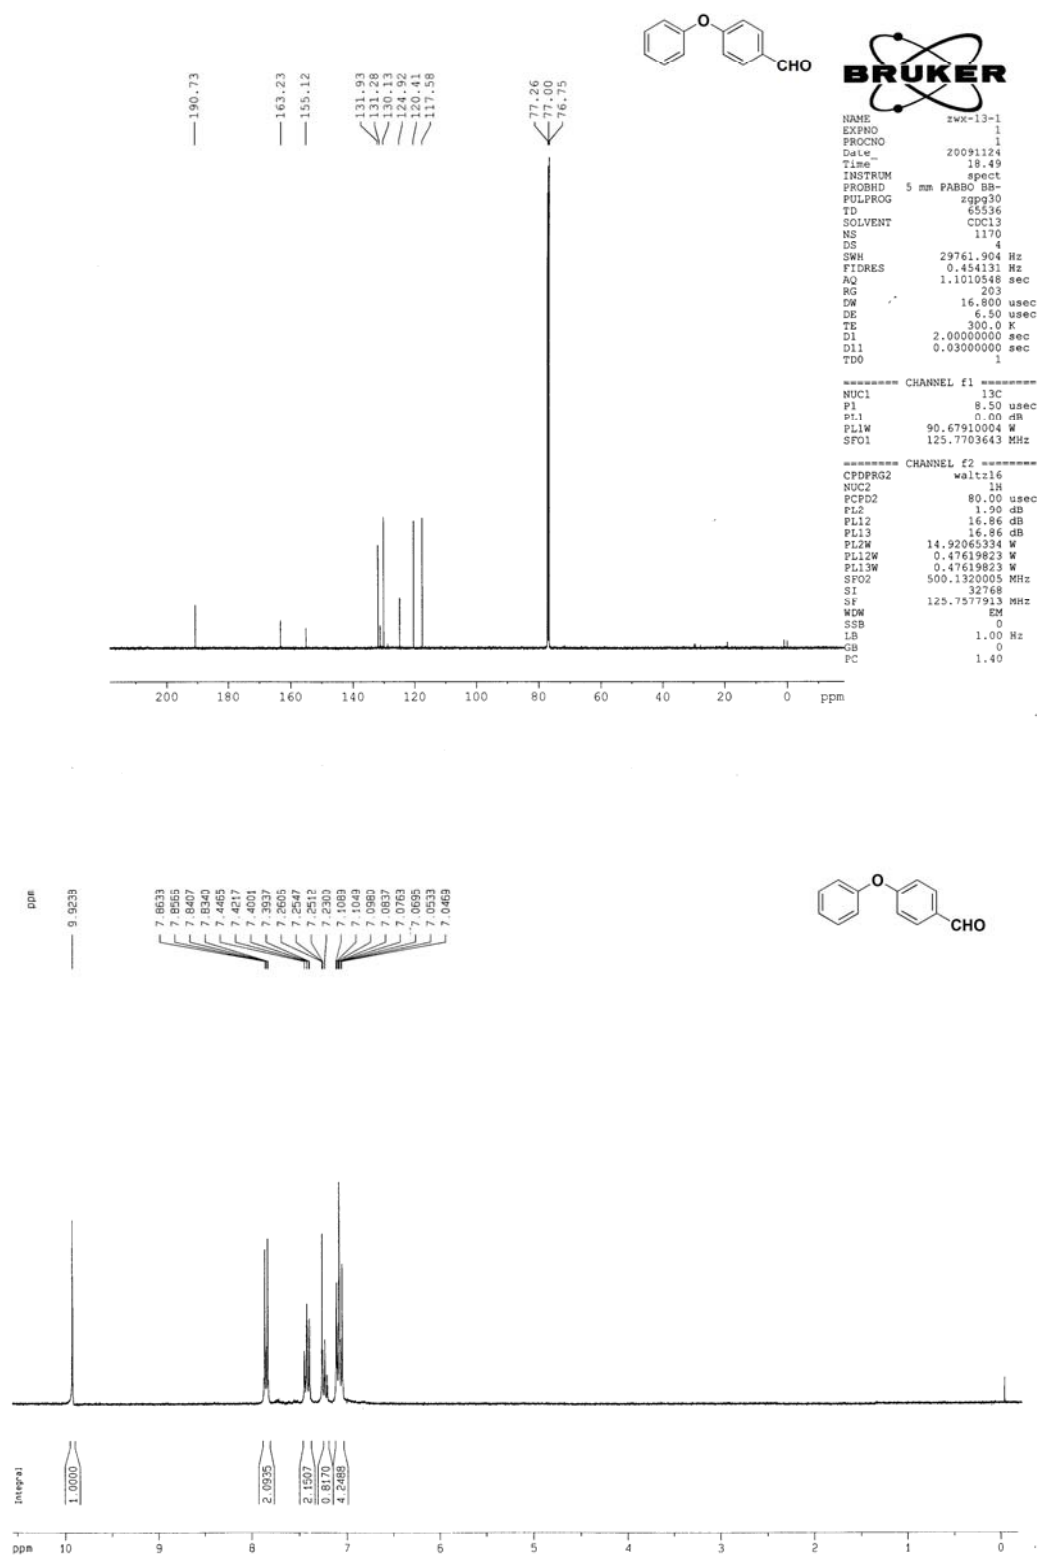 O
CHO
BRUKER
190.73
163.23
155.12
131.93
131.28
130.13
124.92
120.41
117.58
77.26
77.00
76.75
NAME zwx-13-1
EXPNO 1
PROCNO 1
Date_ 20091124
Time 18.49
INSTRUM spect
PROBHD 5 mm PABBO BB-
PULPROG zgpg30
TD 65536
SOLVENT CDCl3
NS 1170
DS 4
SWH 29761.904 Hz
FIDRES 0.454131 Hz
AQ 1.1010548 sec
RG 203
DW 16.800 usec
DE 6.50 usec
TE 300.0 K
D1 2.00000000 sec
D11 0.03000000 sec
TD0 1
======== CHANNEL f1 ========
NUC1 13C
P1 8.50 usec
PL1 0.00 dB
PL1W 90.67910004 W
SFO1 125.7703643 MHz
======== CHANNEL f2 ========
CPDPRG2 waltz16
NUC2 1H
PCPD2 80.00 usec
PL2 1.90 dB
PL12 16.86 dB
PL13 16.86 dB
PL2W 14.92065334 W
PL12W 0.47619823 W
PL13W 0.47619823 W
SFO2 500.1320005 MHz
SI 32768
SF 125.7577913 MHz
WDW EM
SSB 0
LB 1.00 Hz
GB 0
PC 1.40
200 180 160 140 120 100 80 60 40 20 0 ppm
ppm
9.9238
7.8633
7.8566
7.8407
7.8340
7.4465
7.4217
7.4001
7.3937
7.2606
7.2547
7.2512
7.2300
7.1089
7.1049
7.0980
7.0837
7.0763
7.0695
7.0533
7.0469
O
CHO
Integral
1.0000
2.0935
2.1507
0.8170
4.2488
ppm 10 9 8 7 6 5 4 3 2 1 0